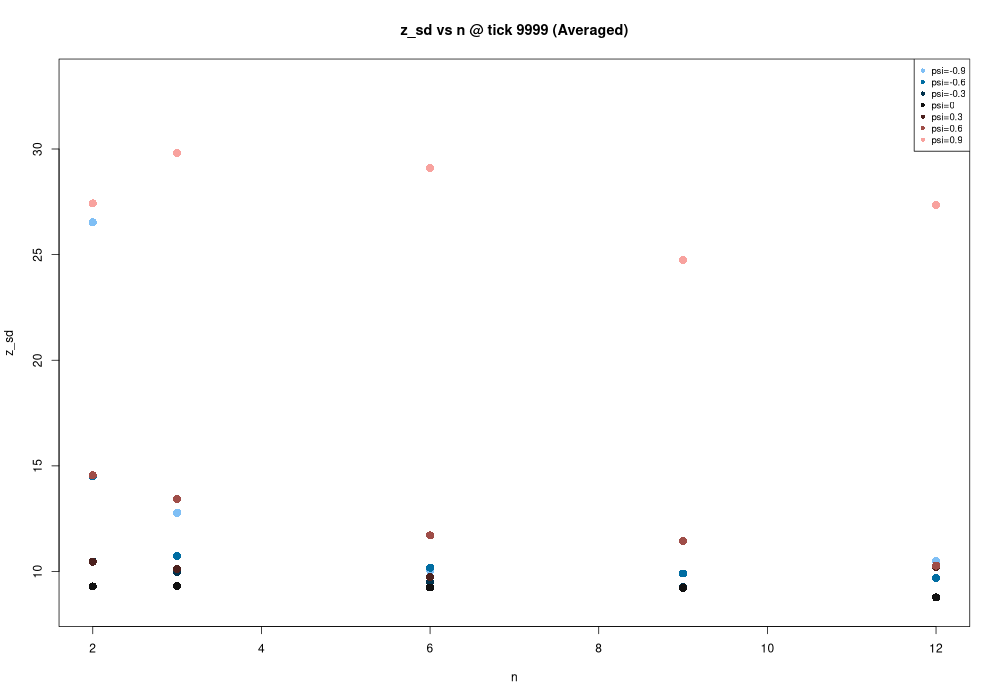 z_sd vs n @ tick 9999 (Averaged)
psi=-0.9
psi=-0.6
psi=-0.3
psi=0
psi=0.3
psi=0.6
psi=0.9
30
25
20
15
10
z_sd
2 4 6 8 10 12
n